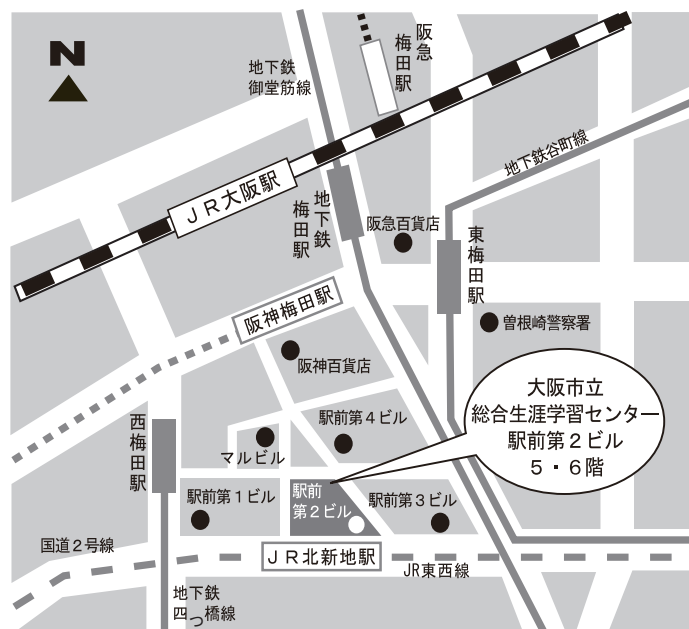 N
阪急
梅田駅
地下鉄
御堂筋線
地下鉄谷町線
JR大阪駅
地下鉄
梅田駅
阪急百貨店
東梅田駅
阪神梅田駅
曽根崎警察署
阪神百貨店
大阪市立
総合生涯学習センター
駅前第2ビル
5・6階
西梅田駅
駅前第4ビル
マルビル
駅前第1ビル
駅前
第2ビル
駅前第3ビル
国道2号線
JR北新地駅
JR東西線
地下鉄
四つ橋線